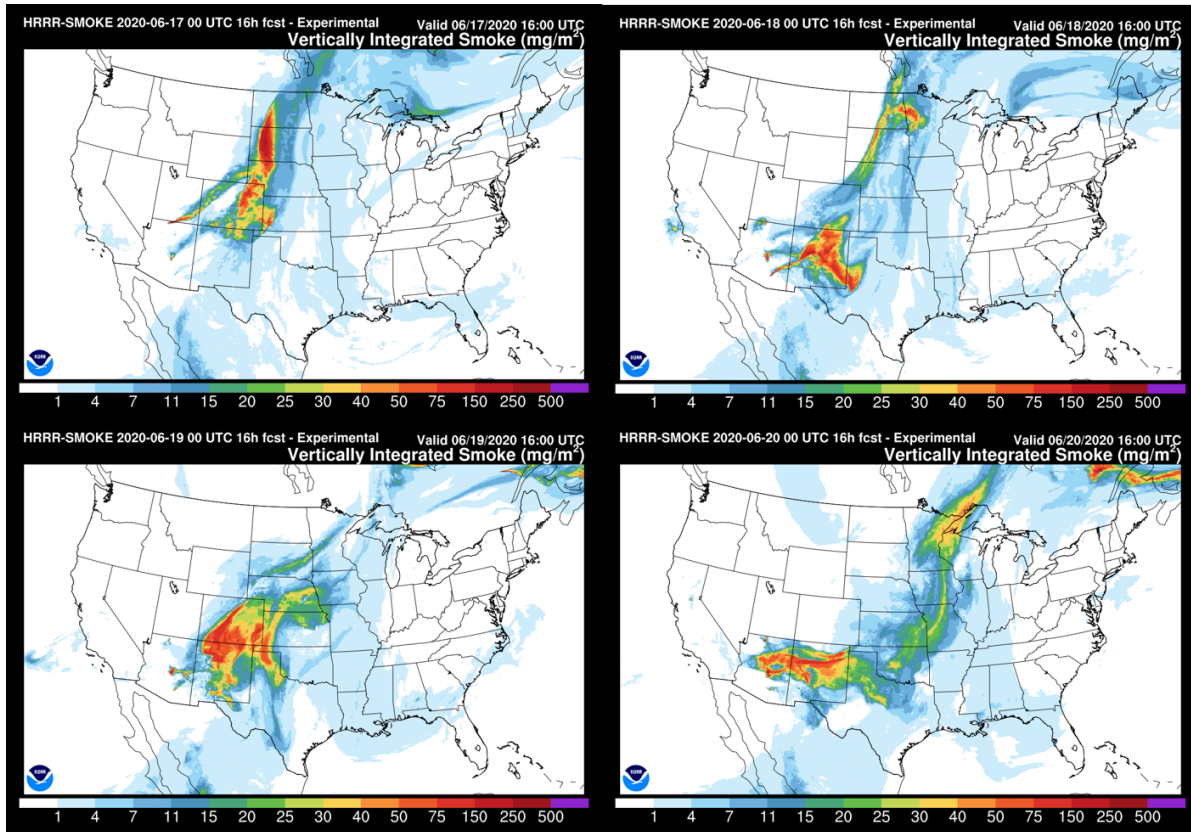 HRRR-SMOKE 2020-06-17 00 UTC 16h fcst - Experimental Valid 06/17/2020 16:00 UTC
Vertically Integrated Smoke (mg/m²)
1 4 7 11 15 20 25 30 40 50 75 150 250 500
HRRR-SMOKE 2020-06-18 00 UTC 16h fcst - Experimental Valid 06/18/2020 16:00 UTC
Vertically Integrated Smoke (mg/m²)
1 4 7 11 15 20 25 30 40 50 75 150 250 500
HRRR-SMOKE 2020-06-19 00 UTC 16h fcst - Experimental Valid 06/19/2020 16:00 UTC
Vertically Integrated Smoke (mg/m²)
1 4 7 11 15 20 25 30 40 50 75 150 250 500
HRRR-SMOKE 2020-06-20 00 UTC 16h fcst - Experimental Valid 06/20/2020 16:00 UTC
Vertically Integrated Smoke (mg/m²)
1 4 7 11 15 20 25 30 40 50 75 150 250 500